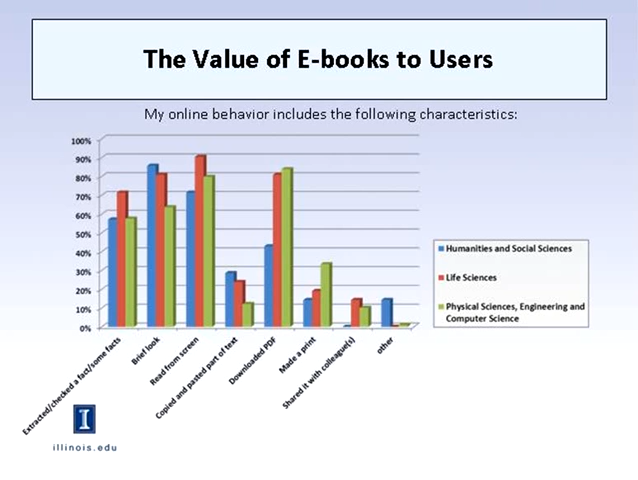 The Value of E-books to Users
My online behavior includes the following characteristics:
100%
90%
80%
70%
60%
50%
40%
30%
20%
10%
0%
Extracted/checked a fact/some facts
Brief look
Read from screen
Copied and pasted part of text
Downloaded PDF
Made a print
Shared it with colleague(s)
other
Humanities and Social Sciences
Life Sciences
Physical Sciences, Engineering and
Computer Science
I
illinois.edu